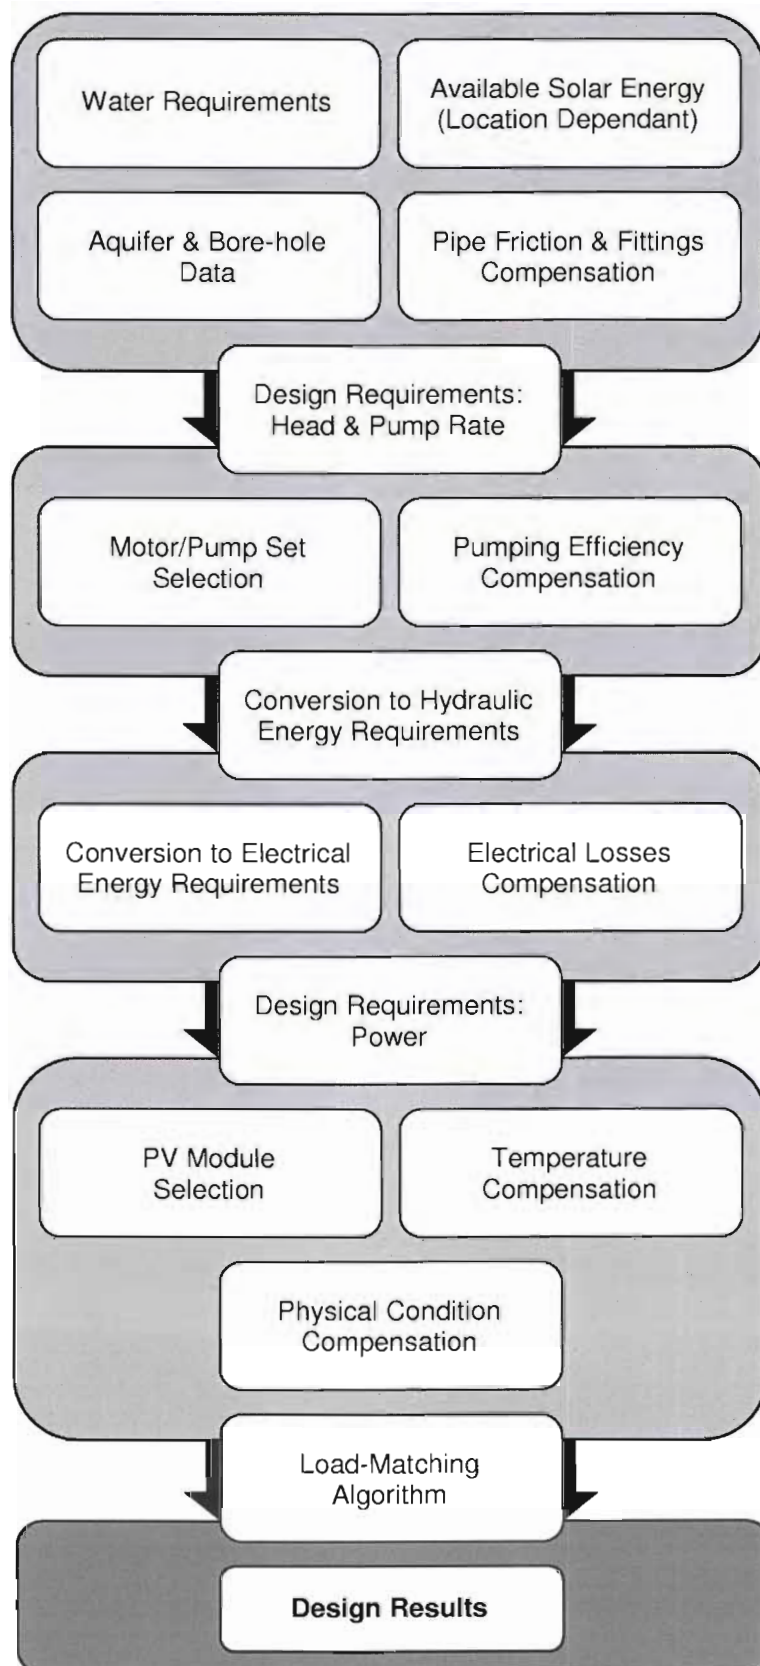 Water Requirements
Available Solar Energy
(Location Dependant)
Aquifer & Bore-hole
Data
Pipe Friction & Fittings
Compensation
Design Requirements:
Head & Pump Rate
Motor/Pump Set
Selection
Pumping Efficiency
Compensation
Conversion to Hydraulic
Energy Requirements
Conversion to Electrical
Energy Requirements
Electrical Losses
Compensation
Design Requirements:
Power
PV Module
Selection
Temperature
Compensation
Physical Condition
Compensation
Load-Matching
Algorithm
Design Results